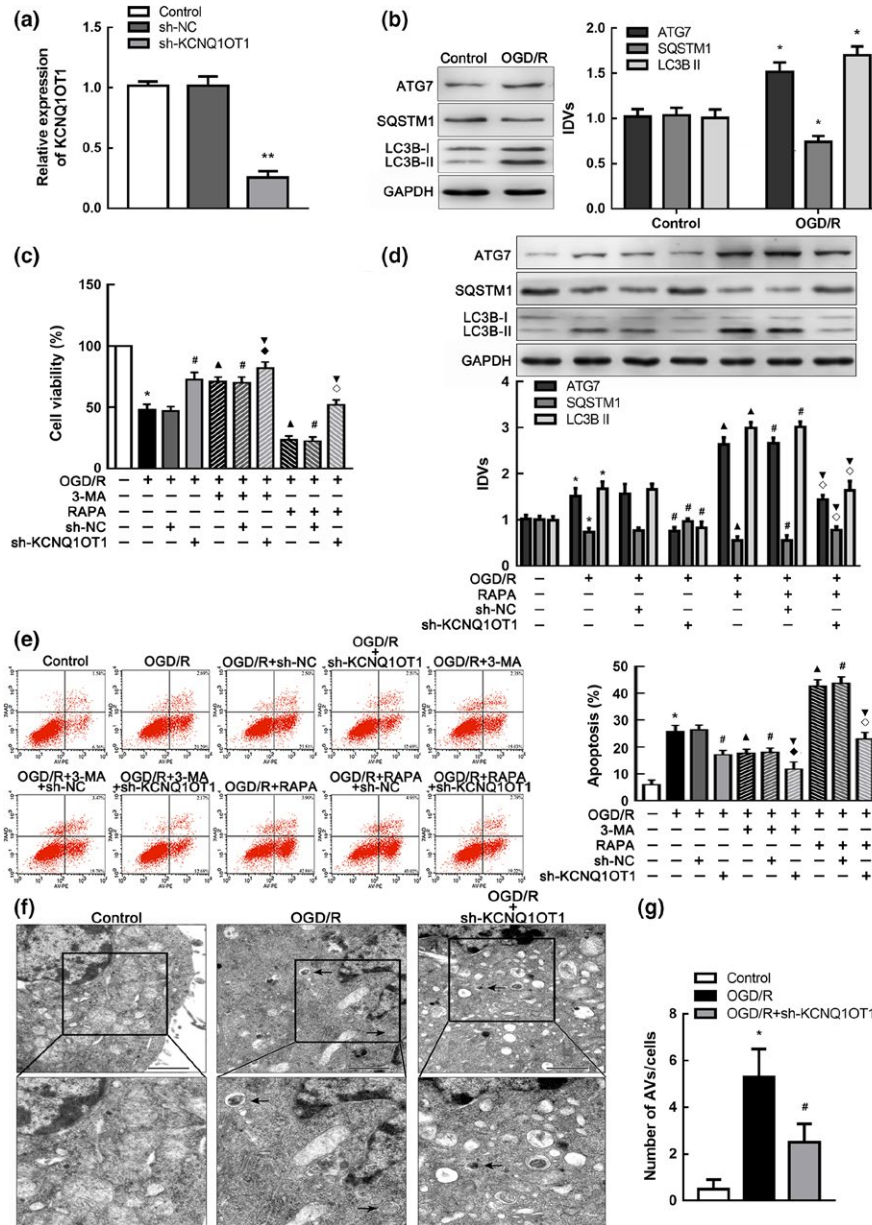 (a)
Control
sh-NC
sh-KCNQ1OT1
Relative expression
of KCNQ1OT1
1.5
1.0
0.5
0.0
**
(b)
Control OGD/R
ATG7
SQSTM1
LC3B-I
LC3B-II
GAPDH
ATG7
SQSTM1
LC3B II
IDVs
2.0
1.5
1.0
0.5
0.0
* * *
Control OGD/R
(c)
Cell viability (%)
150
100
50
0
* # ▲ # ▼ ◆ ▲ # ▼ ◇
OGD/R − + + + + + + + + +
3-MA − − − − + + + − − −
RAPA − − − − − − − + + +
sh-NC − − + − − + − − + −
sh-KCNQ1OT1 − − − + − − + − − +
(d)
ATG7
SQSTM1
LC3B-I
LC3B-II
GAPDH
ATG7
SQSTM1
LC3B II
IDVs
4
3
2
1
0
* * * # # # ▲ ▲ ▲ # # # ▼ ◇ ▼ ◇ ▼ ◇
OGD/R − + + + + + +
RAPA − − − − + + +
sh-NC − − + − − + −
sh-KCNQ1OT1 − − − + − − +
(e)
Control
OGD/R
OGD/R+sh-NC
OGD/R
+
sh-KCNQ1OT1
OGD/R+3-MA
7AAD
OGD/R+3-MA
+sh-NC
OGD/R+3-MA
+sh-KCNQ1OT1
OGD/R+RAPA
OGD/R+RAPA
+sh-NC
OGD/R+RAPA
+sh-KCNQ1OT1
7AAD
AV-PE
Apoptosis (%)
50
40
30
20
10
0
* # ▲ # ▼ ◆ ▲ # ▼ ◇
OGD/R − + + + + + + + + +
3-MA − − − − + + + − − −
RAPA − − − − − − − + + +
sh-NC − − + − − + − − + −
sh-KCNQ1OT1 − − − + − − + − − +
(f)
Control
OGD/R
OGD/R
+
sh-KCNQ1OT1
(g)
Control
OGD/R
OGD/R+sh-KCNQ1OT1
Number of AVs/cells
8
6
4
2
0
*
#